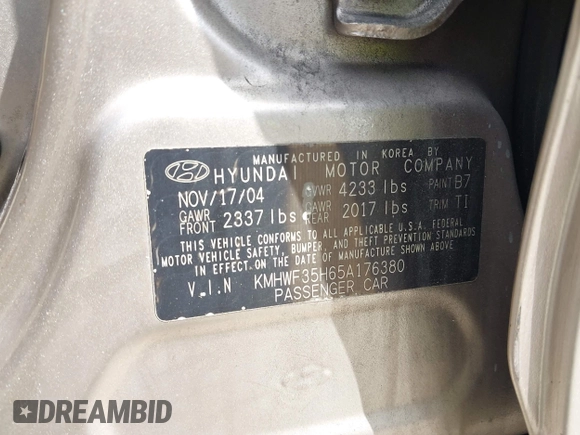 MANUFACTURED IN KOREA BY
HYUNDAI MOTOR COMPANY
NOV/17/04 GVWR 4233 lbs PAINT B7
GAWR FRONT 2337 lbs GAWR REAR 2017 lbs TRIM TI
THIS VEHICLE CONFORMS TO ALL APPLICABLE U.S.A. FEDERAL
MOTOR VEHICLE SAFETY, BUMPER, AND THEFT PREVENTION STANDARDS
IN EFFECT ON THE DATE OF MANUFACTURE SHOWN ABOVE
V.I.N KMHWF35H65A176380
PASSENGER CAR
DREAMBID